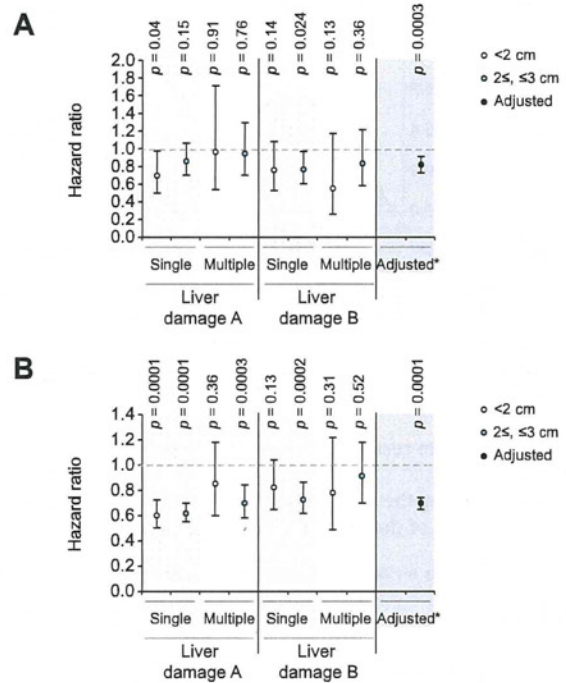 A
p = 0.04
p = 0.15
p = 0.91
p = 0.76
p = 0.14
p = 0.024
p = 0.13
p = 0.36
p = 0.0003
2.0
1.8
1.6
1.4
1.2
1.0
0.8
0.6
0.4
0.2
0.0
Hazard ratio
<2 cm
2≤, ≤3 cm
Adjusted
Single Multiple Single Multiple Adjusted*
Liver Liver
damage A damage B
B
p = 0.0001
p = 0.0001
p = 0.36
p = 0.0003
p = 0.13
p = 0.0002
p = 0.31
p = 0.52
p = 0.0001
1.4
1.2
1.0
0.8
0.6
0.4
0.2
0.0
Hazard ratio
<2 cm
2≤, ≤3 cm
Adjusted
Single Multiple Single Multiple Adjusted*
Liver Liver
damage A damage B